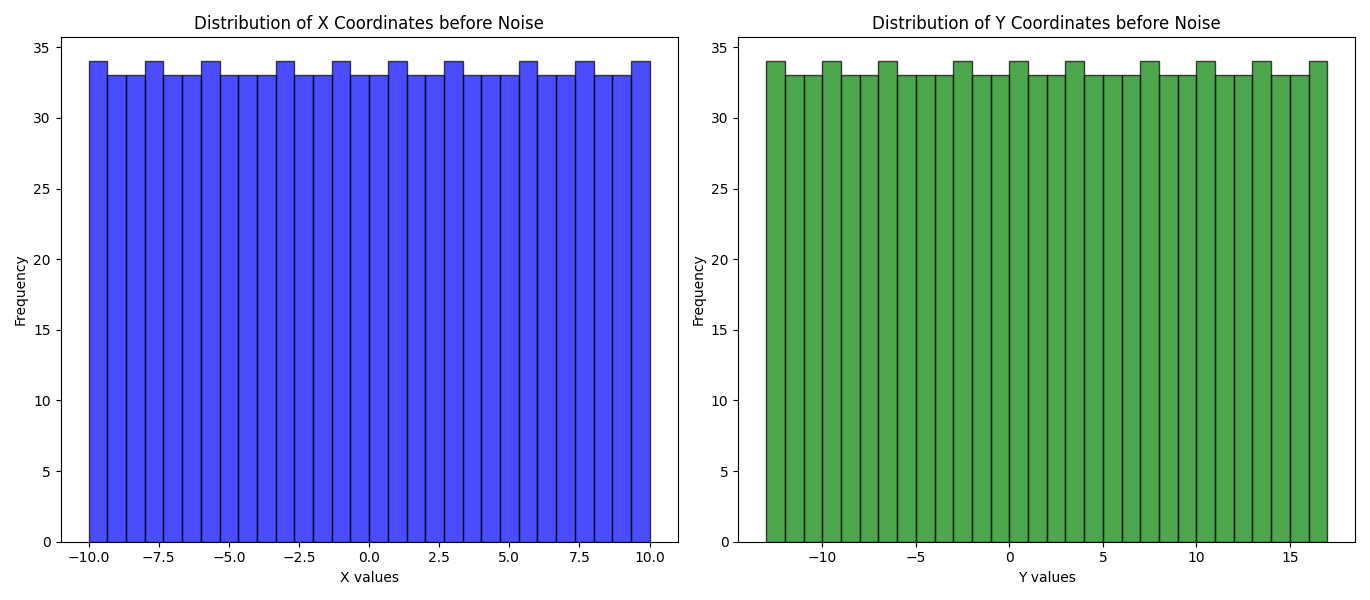 Distribution of X Coordinates before Noise
35
30
25
20
15
10
5
0
Frequency
−10.0 −7.5 −5.0 −2.5 0.0 2.5 5.0 7.5 10.0
X values
Distribution of Y Coordinates before Noise
35
30
25
20
15
10
5
0
Frequency
−10 −5 0 5 10 15
Y values